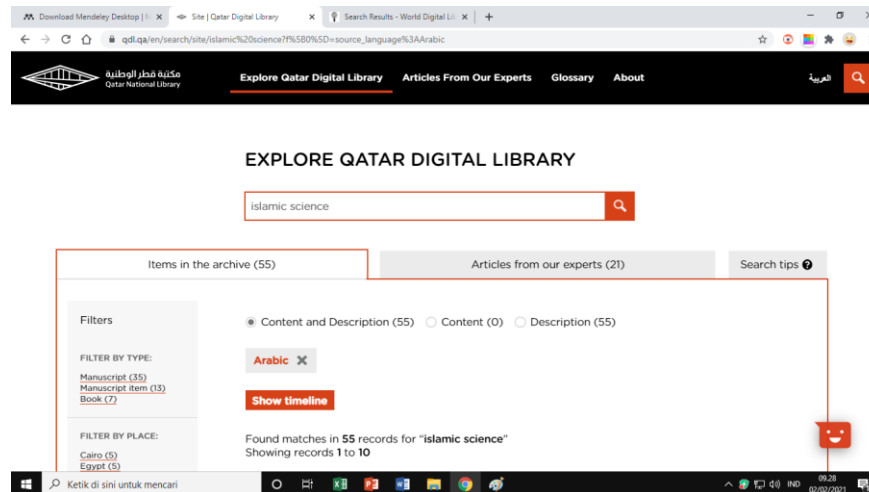 Download Mendeley Desktop |
Site | Qatar Digital Library
Search Results - World Digital Li
qdl.qa/en/search/site/islamic%20science?f%5B0%5D=source_language%3AArabic
مكتبة قطر الوطنية
Qatar National Library
Explore Qatar Digital Library
Articles From Our Experts
Glossary
About
العربية
EXPLORE QATAR DIGITAL LIBRARY
islamic science
Items in the archive (55)
Articles from our experts (21)
Search tips
Filters
Content and Description (55)
Content (0)
Description (55)
FILTER BY TYPE:
Manuscript (35)
Manuscript item (13)
Book (7)
Arabic
Show timeline
FILTER BY PLACE:
Cairo (5)
Egypt (5)
Found matches in 55 records for "islamic science"
Showing records 1 to 10
Ketik di sini untuk mencari
IND
09.28
02/02/2021